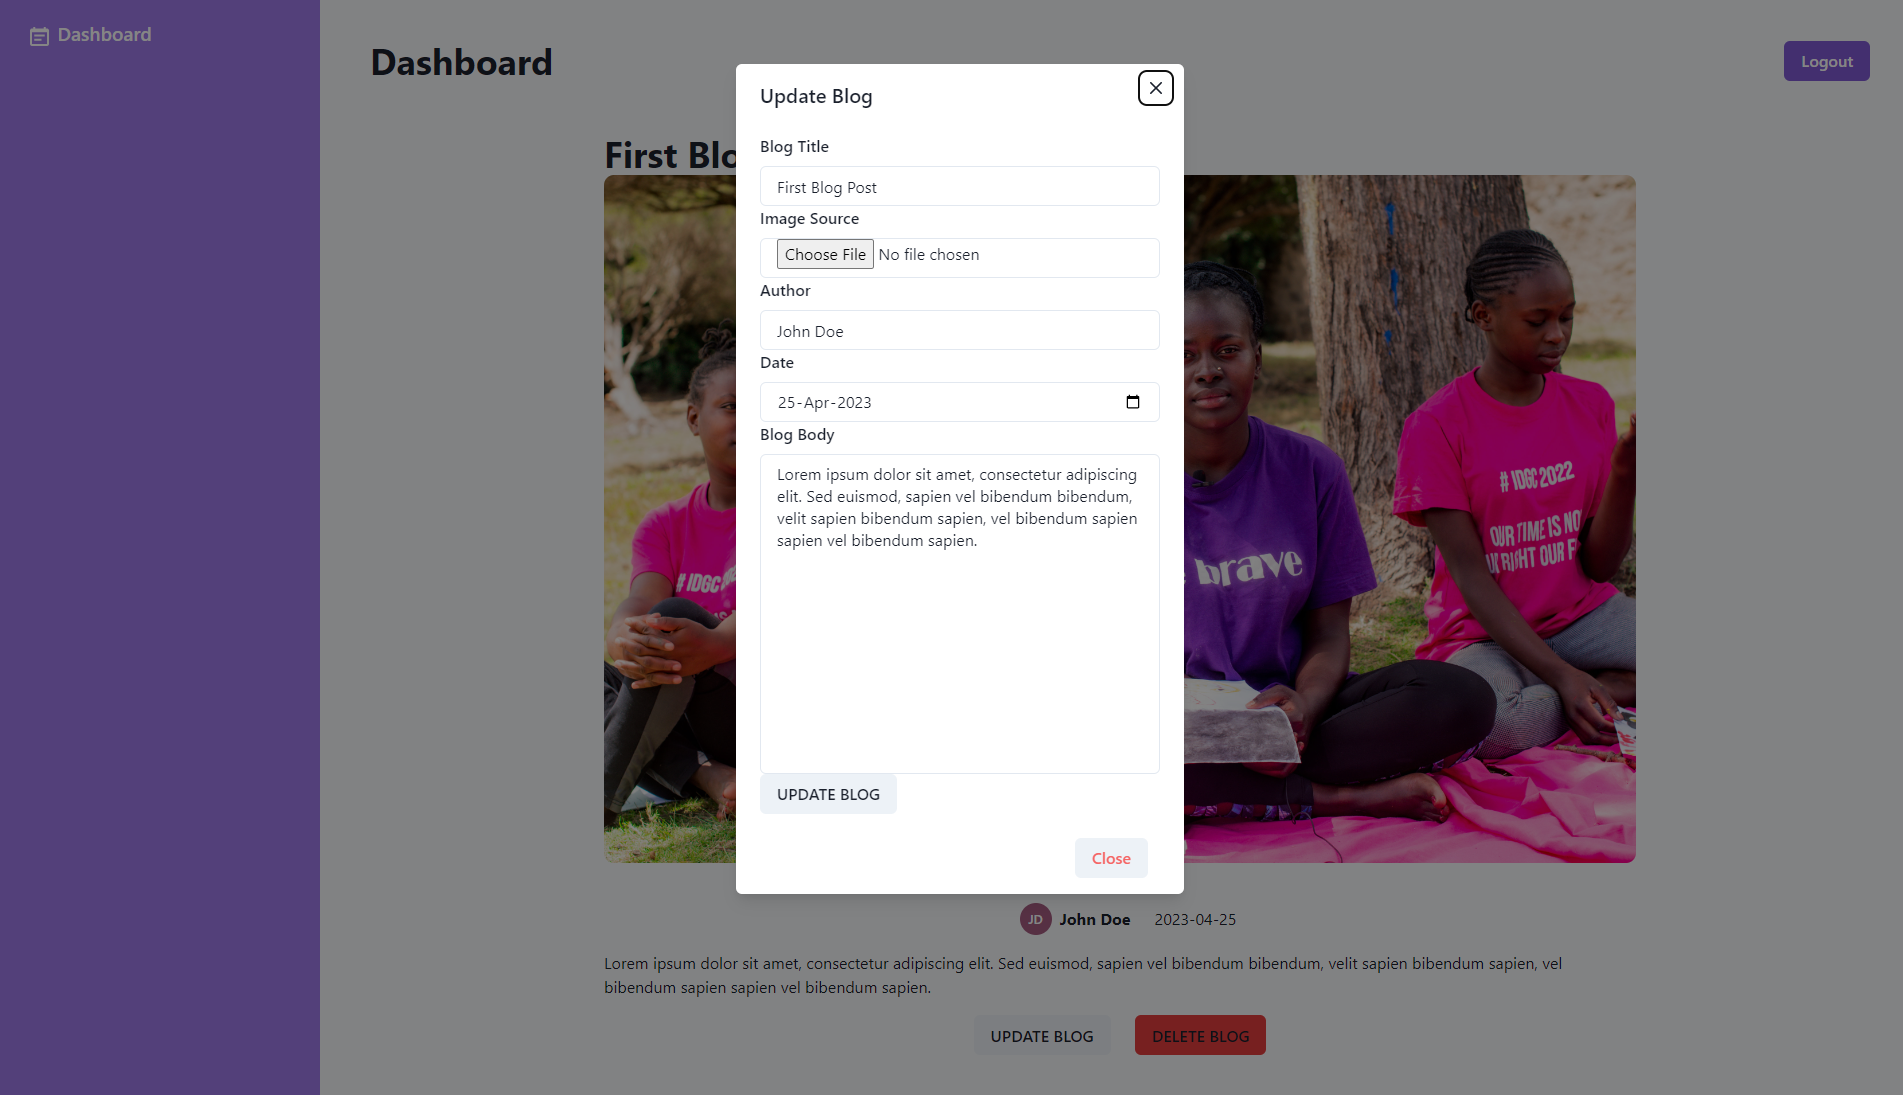 Dashboard
Dashboard
Logout
Update Blog
First Blo
Blog Title
First Blog Post
Image Source
Choose File No file chosen
Author
John Doe
Date
25-Apr-2023
Blog Body
Lorem ipsum dolor sit amet, consectetur adipiscing
elit. Sed euismod, sapien vel bibendum bibendum,
velit sapien bibendum sapien, vel bibendum sapien
sapien vel bibendum sapien.
# IDGC 2022
OUR TIME IS NO
OUR RIGHT OUR F
brave
# IDGC
UPDATE BLOG
Close
JD John Doe 2023-04-25
Lorem ipsum dolor sit amet, consectetur adipiscing elit. Sed euismod, sapien vel bibendum bibendum, velit sapien bibendum sapien, vel
bibendum sapien sapien vel bibendum sapien.
UPDATE BLOG DELETE BLOG